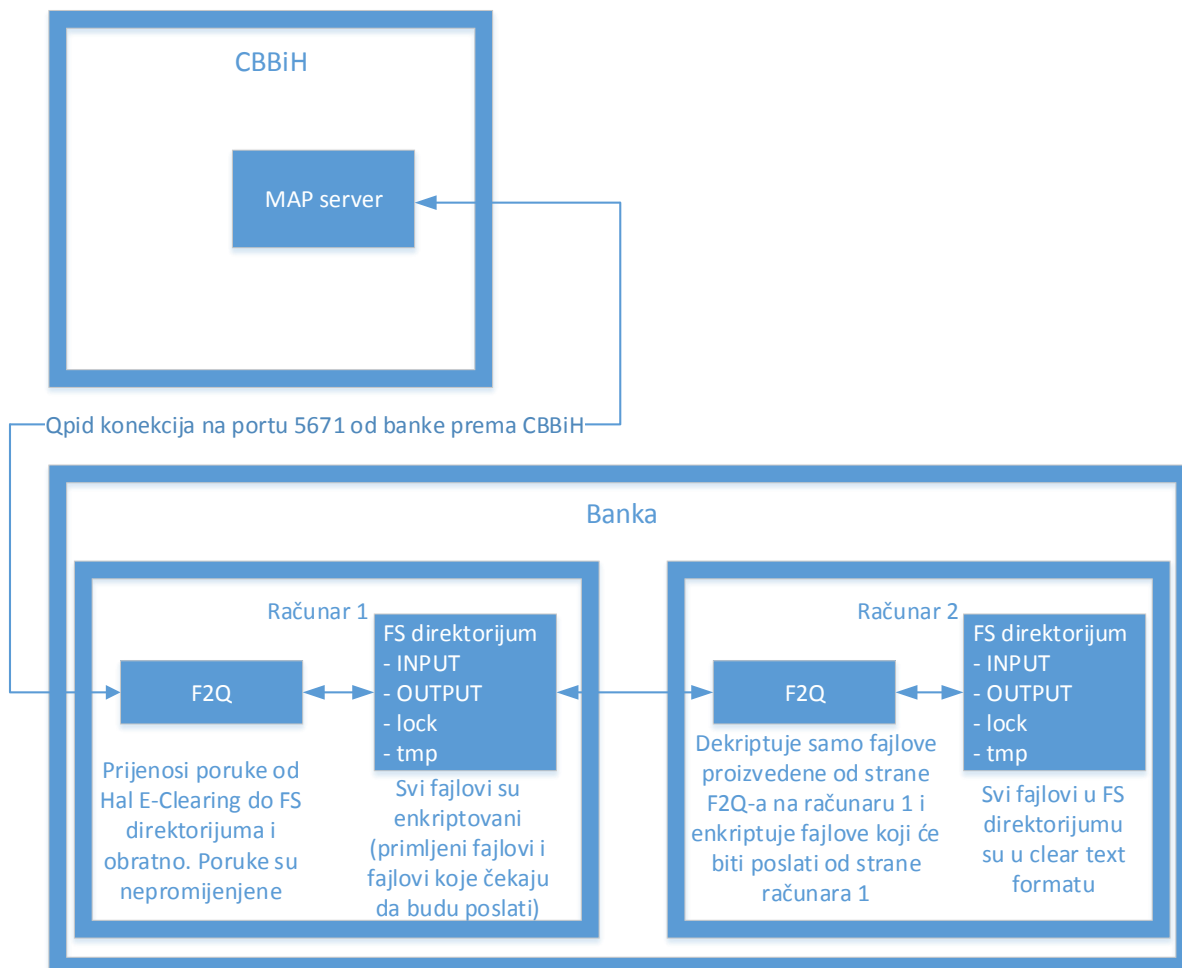 CBBiH
MAP server
Qpid konekcija na portu 5671 od banke prema CBBiH
Banka
Računar 1
FS direktorijum
- INPUT
- OUTPUT
- lock
- tmp
F2Q
Prijenosi poruke od
Hal E-Clearing do FS
direktorijuma i
obratno. Poruke su
nepromijenjene
Svi fajlovi su
enkriptovani
(primljeni fajlovi i
fajlovi koje čekaju
da budu poslati)
Računar 2
FS direktorijum
- INPUT
- OUTPUT
- lock
- tmp
F2Q
Dekriptuje samo fajlove
proizvedene od strane
F2Q-a na računaru 1 i
enkriptuje fajlove koji će
biti poslati od strane
računara 1
Svi fajlovi u FS
direktorijumu
su u clear text
formatu